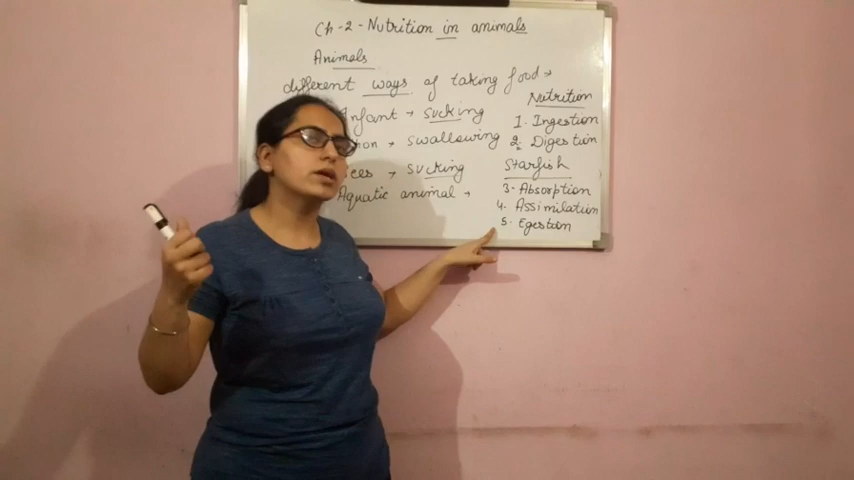 Ch-2-Nutrition in animals
Animals
different ways of taking food →
Infant → sucking
→ swallowing
→ sucking
Aquatic animal →
Nutrition
1. Ingestion
2. Digestion
Starfish
3. Absorption
4. Assimilation
5. Egestion